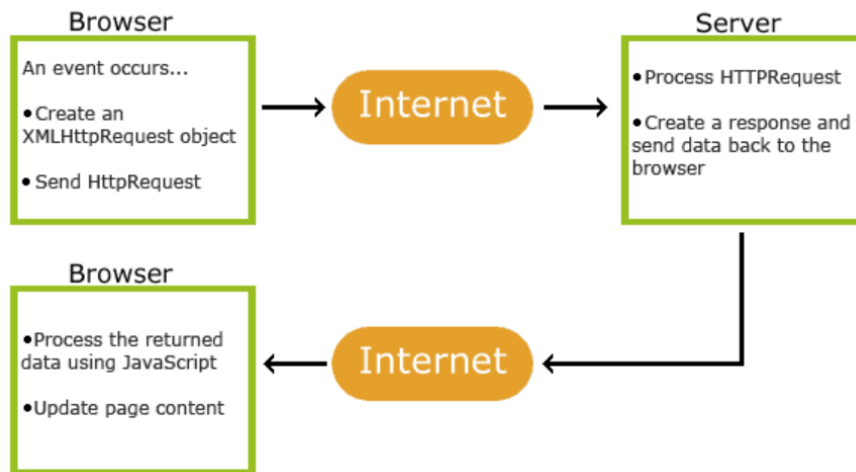 Browser
An event occurs...
•Create an
XMLHttpRequest object
•Send HttpRequest
Internet
Server
•Process HTTPRequest
•Create a response and
send data back to the
browser
Browser
•Process the returned
data using JavaScript
•Update page content
Internet